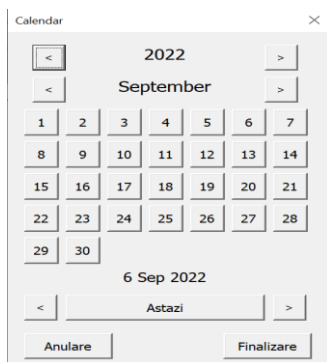 Calendar
< 2022 >
< September >
1 2 3 4 5 6 7
8 9 10 11 12 13 14
15 16 17 18 19 20 21
22 23 24 25 26 27 28
29 30
6 Sep 2022
< Astazi >
Anulare Finalizare